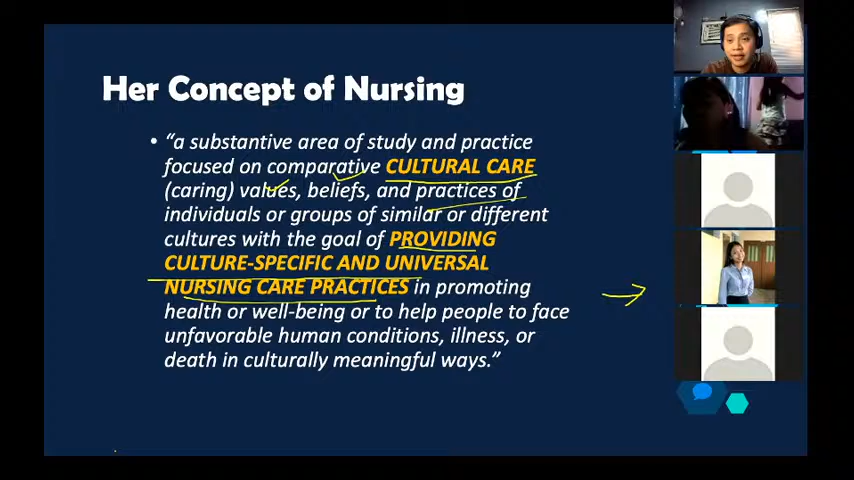 Her Concept of Nursing
• “a substantive area of study and practice
focused on comparative CULTURAL CARE
(caring) values, beliefs, and practices of
individuals or groups of similar or different
cultures with the goal of PROVIDING
CULTURE-SPECIFIC AND UNIVERSAL
NURSING CARE PRACTICES in promoting
health or well-being or to help people to face
unfavorable human conditions, illness, or
death in culturally meaningful ways.”